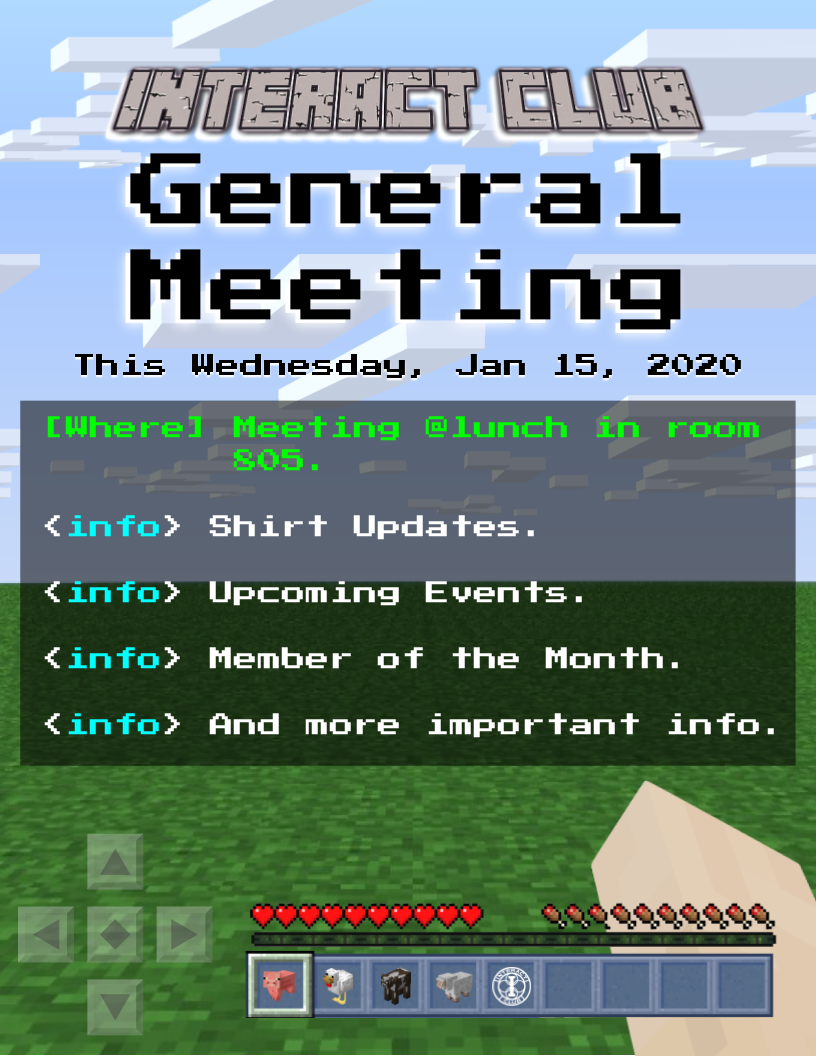 INTERACT CLUB
General
Meeting
This Wednesday, Jan 15, 2020
[Where] Meeting @lunch in room
805.
<info> Shirt Updates.
<info> Upcoming Events.
<info> Member of the Month.
<info> And more important info.
INTERACT